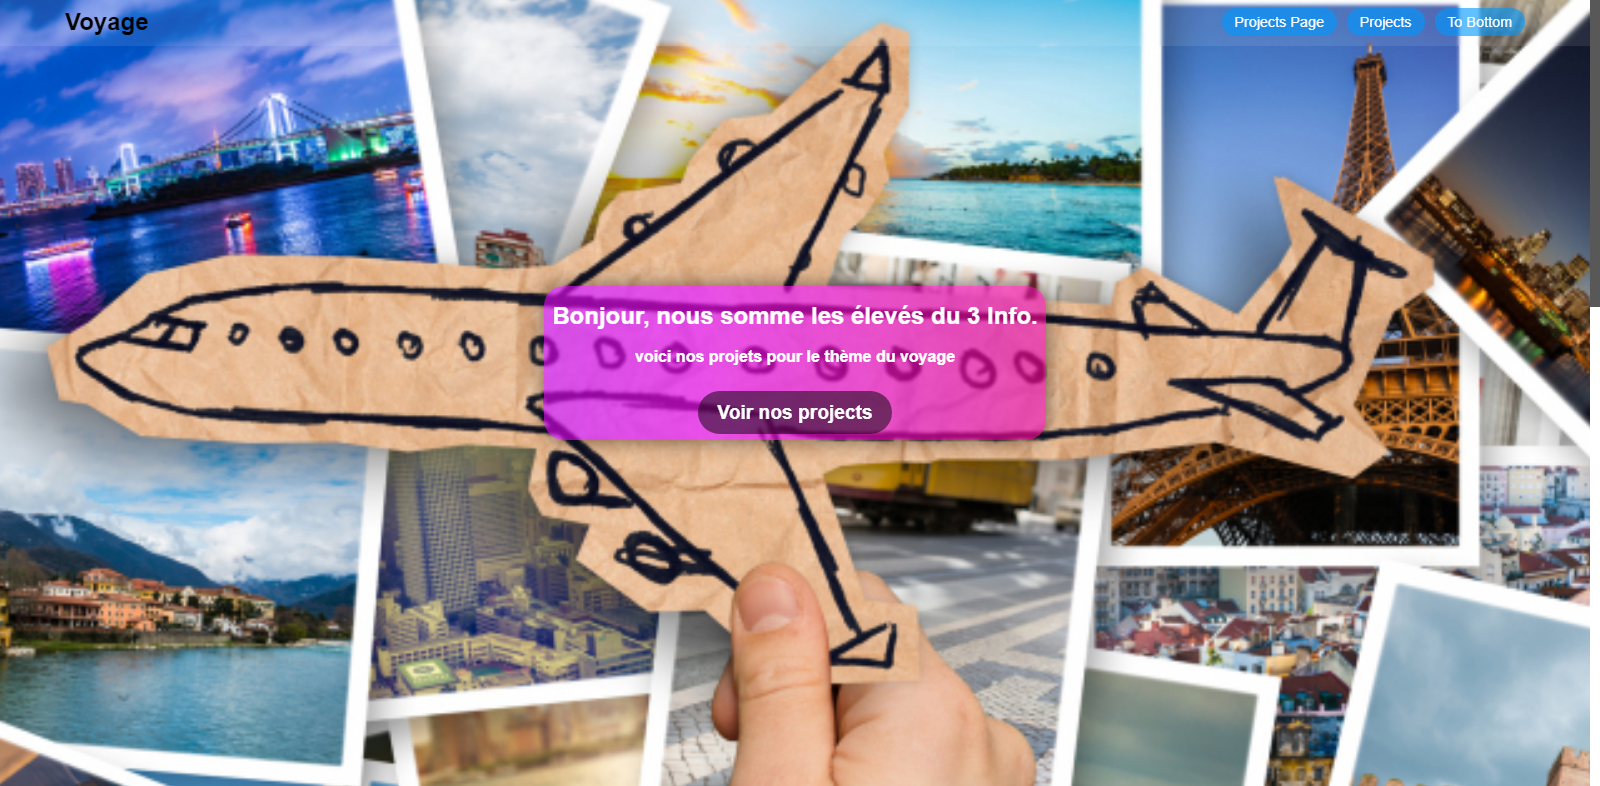 Voyage
Projects Page
Projects
To Bottom
Bonjour, nous somme les élevés du 3 Info.
voici nos projets pour le thème du voyage
Voir nos projects